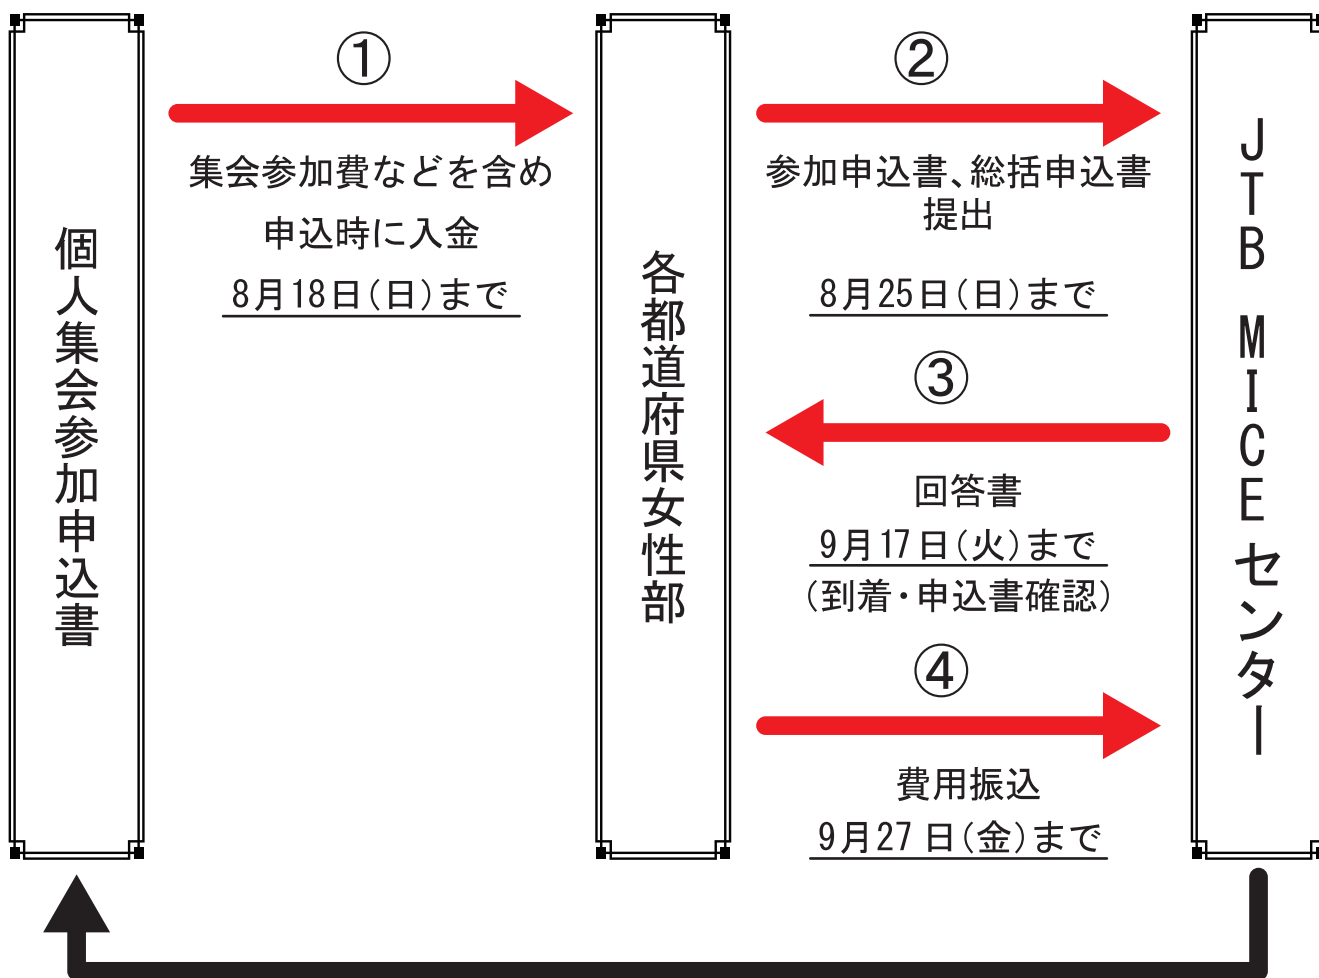 個人集会参加申込書
①
集会参加費などを含め
申込時に入金
8月18日(日)まで
各都道府県女性部
②
参加申込書、総括申込書
提出
8月25日(日)まで
③
回答書
9月17日(火)まで
(到着・申込書確認)
④
費用振込
9月27日(金)まで
JTB MICEセンター